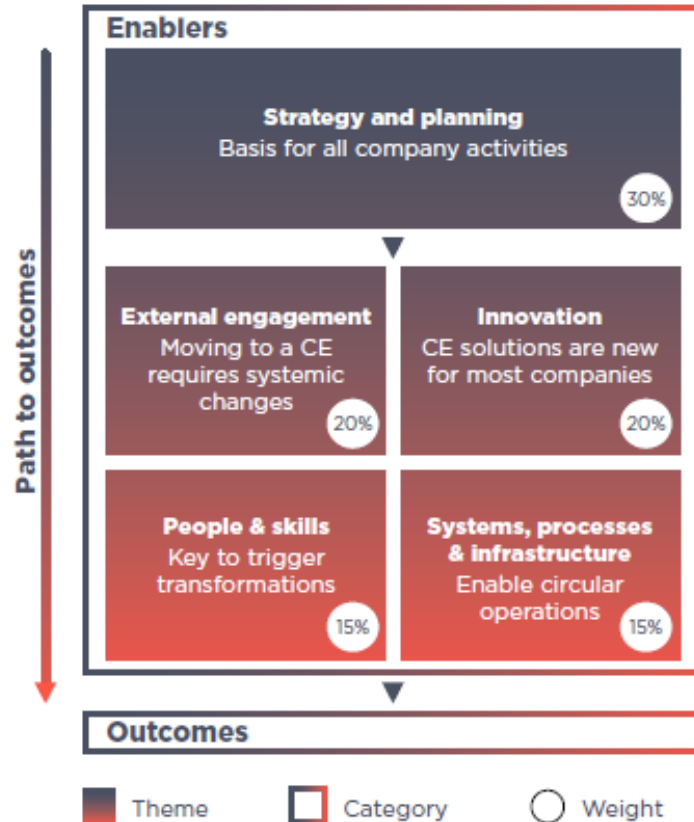 Enablers
Strategy and planning
Basis for all company activities
30%
Path to outcomes
External engagement
Moving to a CE
requires systemic
changes
20%
Innovation
CE solutions are new
for most companies
20%
People & skills
Key to trigger
transformations
15%
Systems, processes
& infrastructure
Enable circular
operations
15%
Outcomes
Theme
Category
Weight